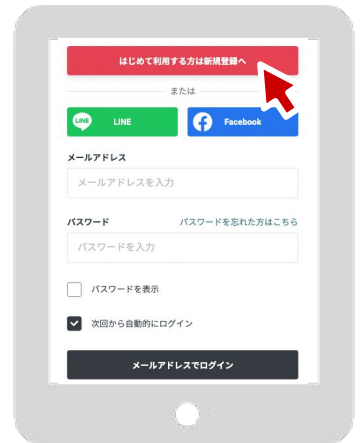 はじめて利用する方は新規登録へ
または
LINE LINE
Facebook
メールアドレス
メールアドレスを入力
パスワード パスワードを忘れた方はこちら
パスワードを入力
パスワードを表示
次回から自動的にログイン
メールアドレスでログイン